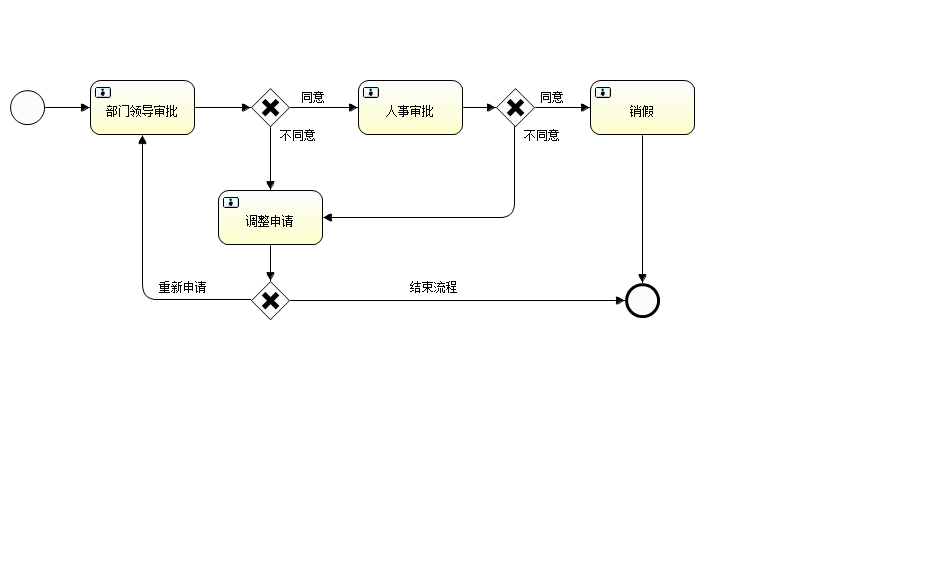 同意
同意
部门领导审批
人事审批
销假
不同意
不同意
调整申请
重新申请
结束流程